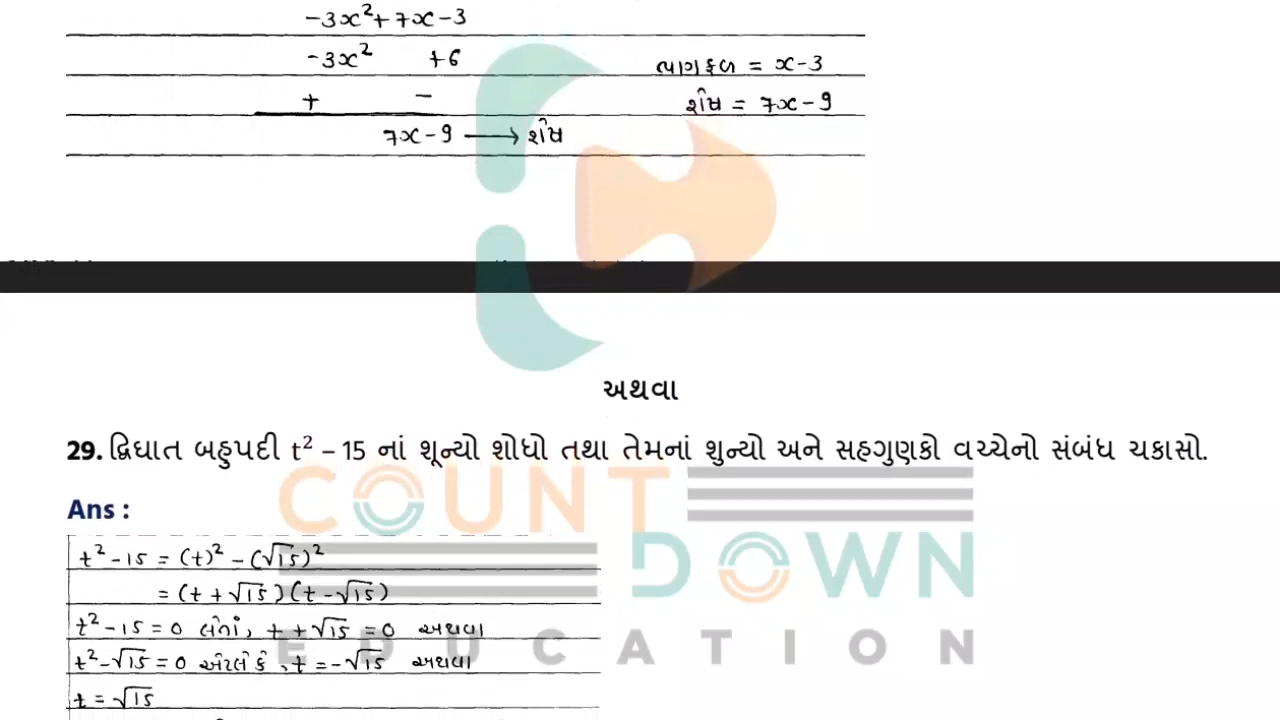 -3x²+7x-3
-3x² +6
ભાગફળ = x-3
+ -
શેષ = 7x-9
7x-9 → શેષ
અથવા
29. દ્વિઘાત બહુપદી t² – 15 નાં શૂન્યો શોધો તથા તેમનાં શુન્યો અને સહગુણકો વચ્ચેનો સંબંધ ચકાસો.
Ans :
t²-15 = (t)² - (√15)²
= (t+√15)(t-√15)
t²-15 = 0 લેતાં, t+√15 = 0 અથવા
t²-√15 = 0 એટલે કે, t = -√15 અથવા
t = √15
COUNT
DOWN
EDUCATION